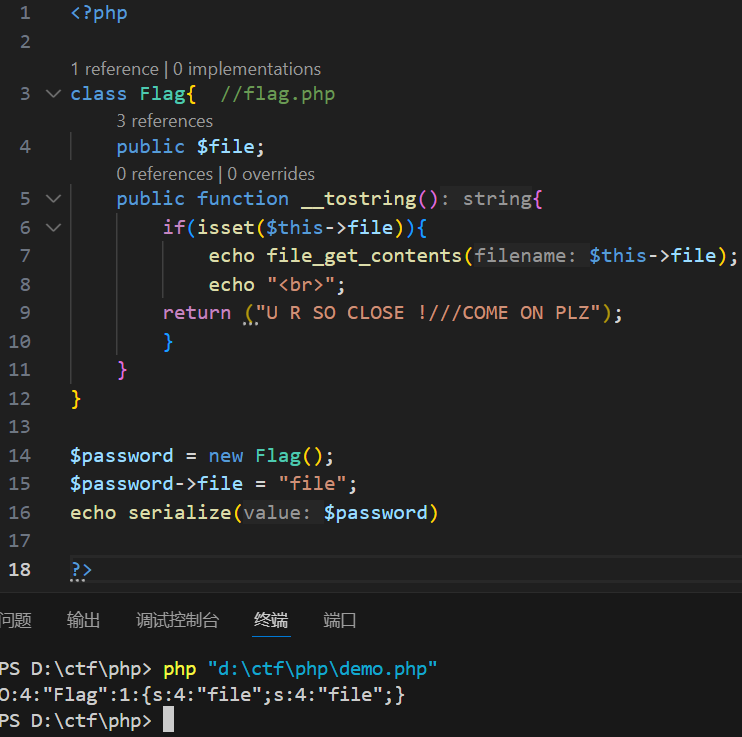 1 <?php
2
1 reference | 0 implementations
3 class Flag{  //flag.php
3 references
4 public $file;
0 references | 0 overrides
5 public function __tostring(): string{
6 if(isset($this->file)){
7 echo file_get_contents(filename: $this->file);
8 echo "<br>";
9 return ("U R SO CLOSE !///COME ON PLZ");
10 }
11 }
12 }
13
14 $password = new Flag();
15 $password->file = "file";
16 echo serialize(value: $password)
17
18 ?>
问题 输出 调试控制台 终端 端口
PS D:\ctf\php> php "d:\ctf\php\demo.php"
O:4:"Flag":1:{s:4:"file";s:4:"file";}
PS D:\ctf\php>